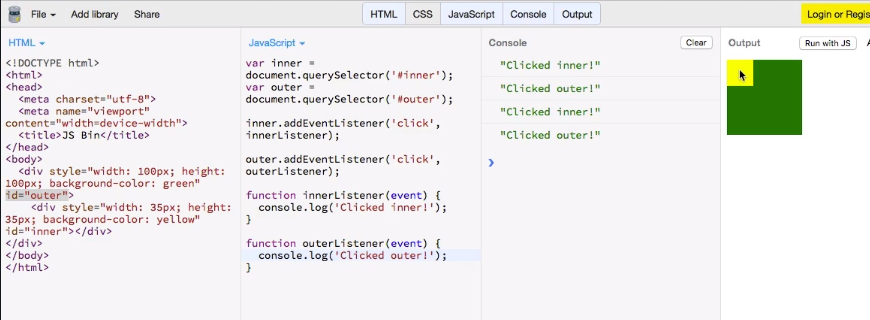 File Add library Share HTML CSS JavaScript Console Output Login or Regis
HTML
<!DOCTYPE html>
<html>
<head>
<meta charset="utf-8">
<meta name="viewport"
content="width=device-width">
<title>JS Bin</title>
</head>
<body>
<div style="width: 100px; height:
100px; background-color: green"
id="outer">
<div style="width: 35px; height:
35px; background-color: yellow"
id="inner"></div>
</div>
</body>
</html>
JavaScript
var inner =
document.querySelector('#inner');
var outer =
document.querySelector('#outer');
inner.addEventListener('click',
innerListener);
outer.addEventListener('click',
outerListener);
function innerListener(event) {
console.log('Clicked inner!');
}
function outerListener(event) {
console.log('Clicked outer!');
}
Console Clear
"Clicked inner!"
"Clicked outer!"
"Clicked inner!"
"Clicked outer!"
Output Run with JS A